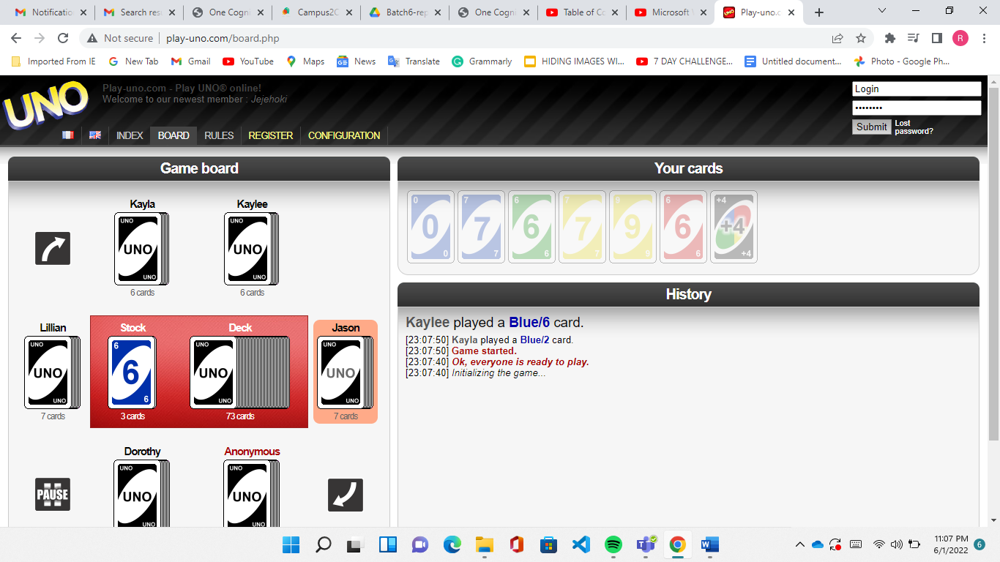 Notification
Search res
One Cogni
Campus2C
Batch6-rep
One Cogni
Table of Co
Microsoft
Play-uno.c
Not secure play-uno.com/board.php
R
Imported From IE New Tab Gmail YouTube Maps News Translate Grammarly HIDING IMAGES WI... 7 DAY CHALLENGE... Untitled document... Photo - Google Ph...
UNO
Play-uno.com - Play UNO® online!
Welcome to our newest member : Jejehoki
Login
••••••••
Submit Lost password?
INDEX BOARD RULES REGISTER CONFIGURATION
Game board
Kayla Kaylee
UNO UNO UNO
UNO UNO UNO
6 cards 6 cards
Lillian Stock Deck Jason
UNO UNO UNO
6 6 6
UNO UNO UNO
UNO UNO UNO
7 cards 3 cards 73 cards 7 cards
Dorothy Anonymous
PAUSE
UNO UNO
UNO UNO
Your cards
0 7 6 7 9 6 +4
0 7 6 7 9 6 +4
0 7 6 7 9 6 +4
History
Kaylee played a Blue/6 card.
[23:07:50] Kayla played a Blue/2 card.
[23:07:50] Game started.
[23:07:40] Ok, everyone is ready to play.
[23:07:40] Initializing the game...
11:07 PM
6/1/2022
6